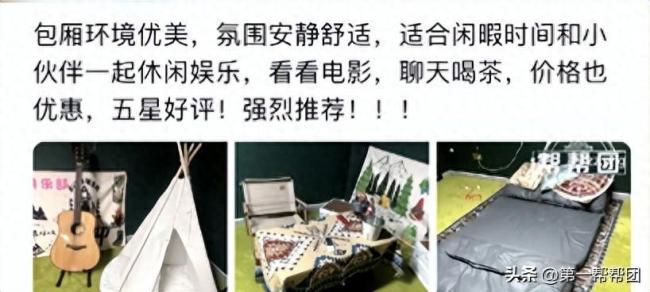 包厢环境优美，氛围安静舒适，适合闲暇时间和小
伙伴一起休闲娱乐，看看电影，聊天喝茶，价格也
优惠，五星好评！强烈推荐！！！
帮帮团
头条 @第一帮帮团